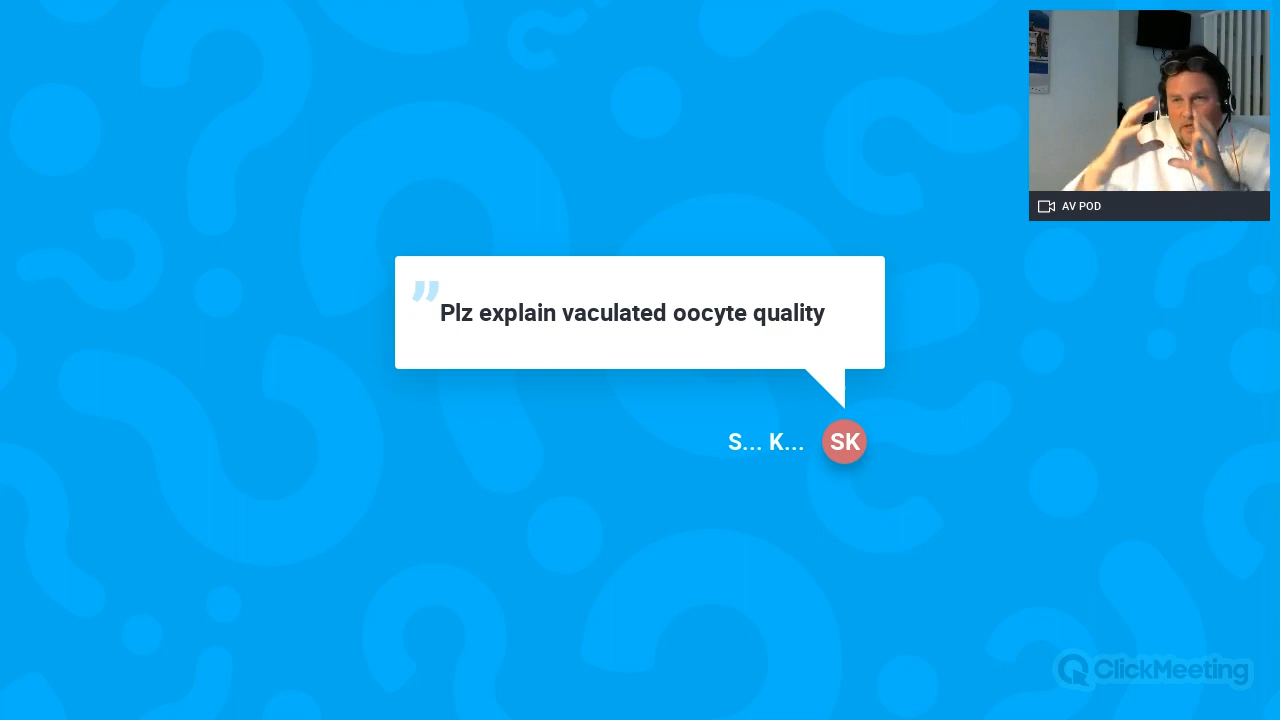 AV POD
” Plz explain vaculated oocyte quality
S... K... SK
ClickMeeting